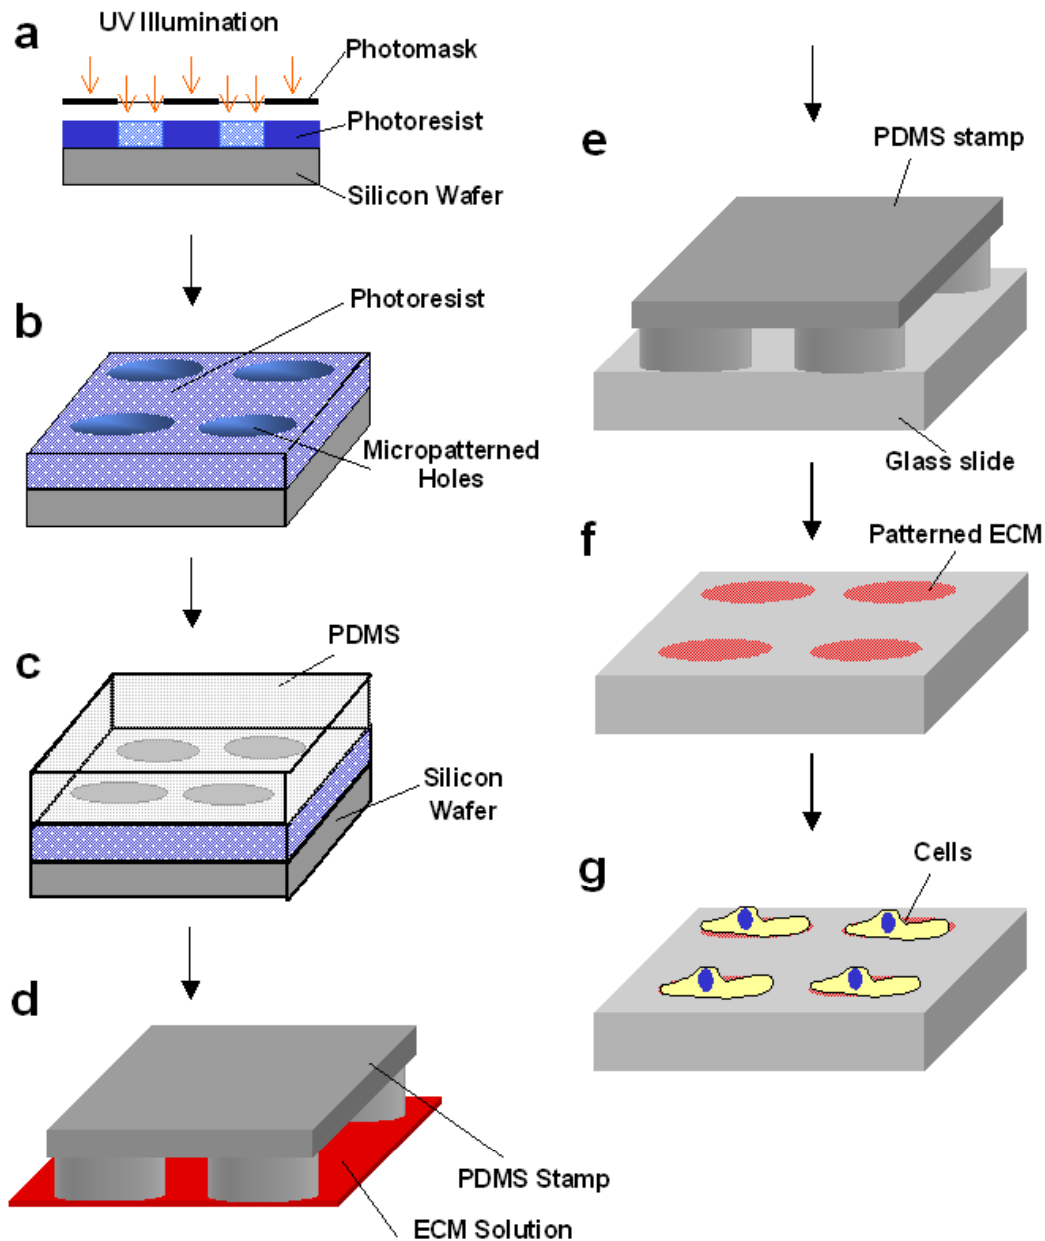 a
UV Illumination
Photomask
Photoresist
Silicon Wafer
b
Photoresist
Micropatterned
Holes
c
PDMS
Silicon
Wafer
d
PDMS Stamp
ECM Solution
e
PDMS stamp
Glass slide
f
Patterned ECM
g
Cells